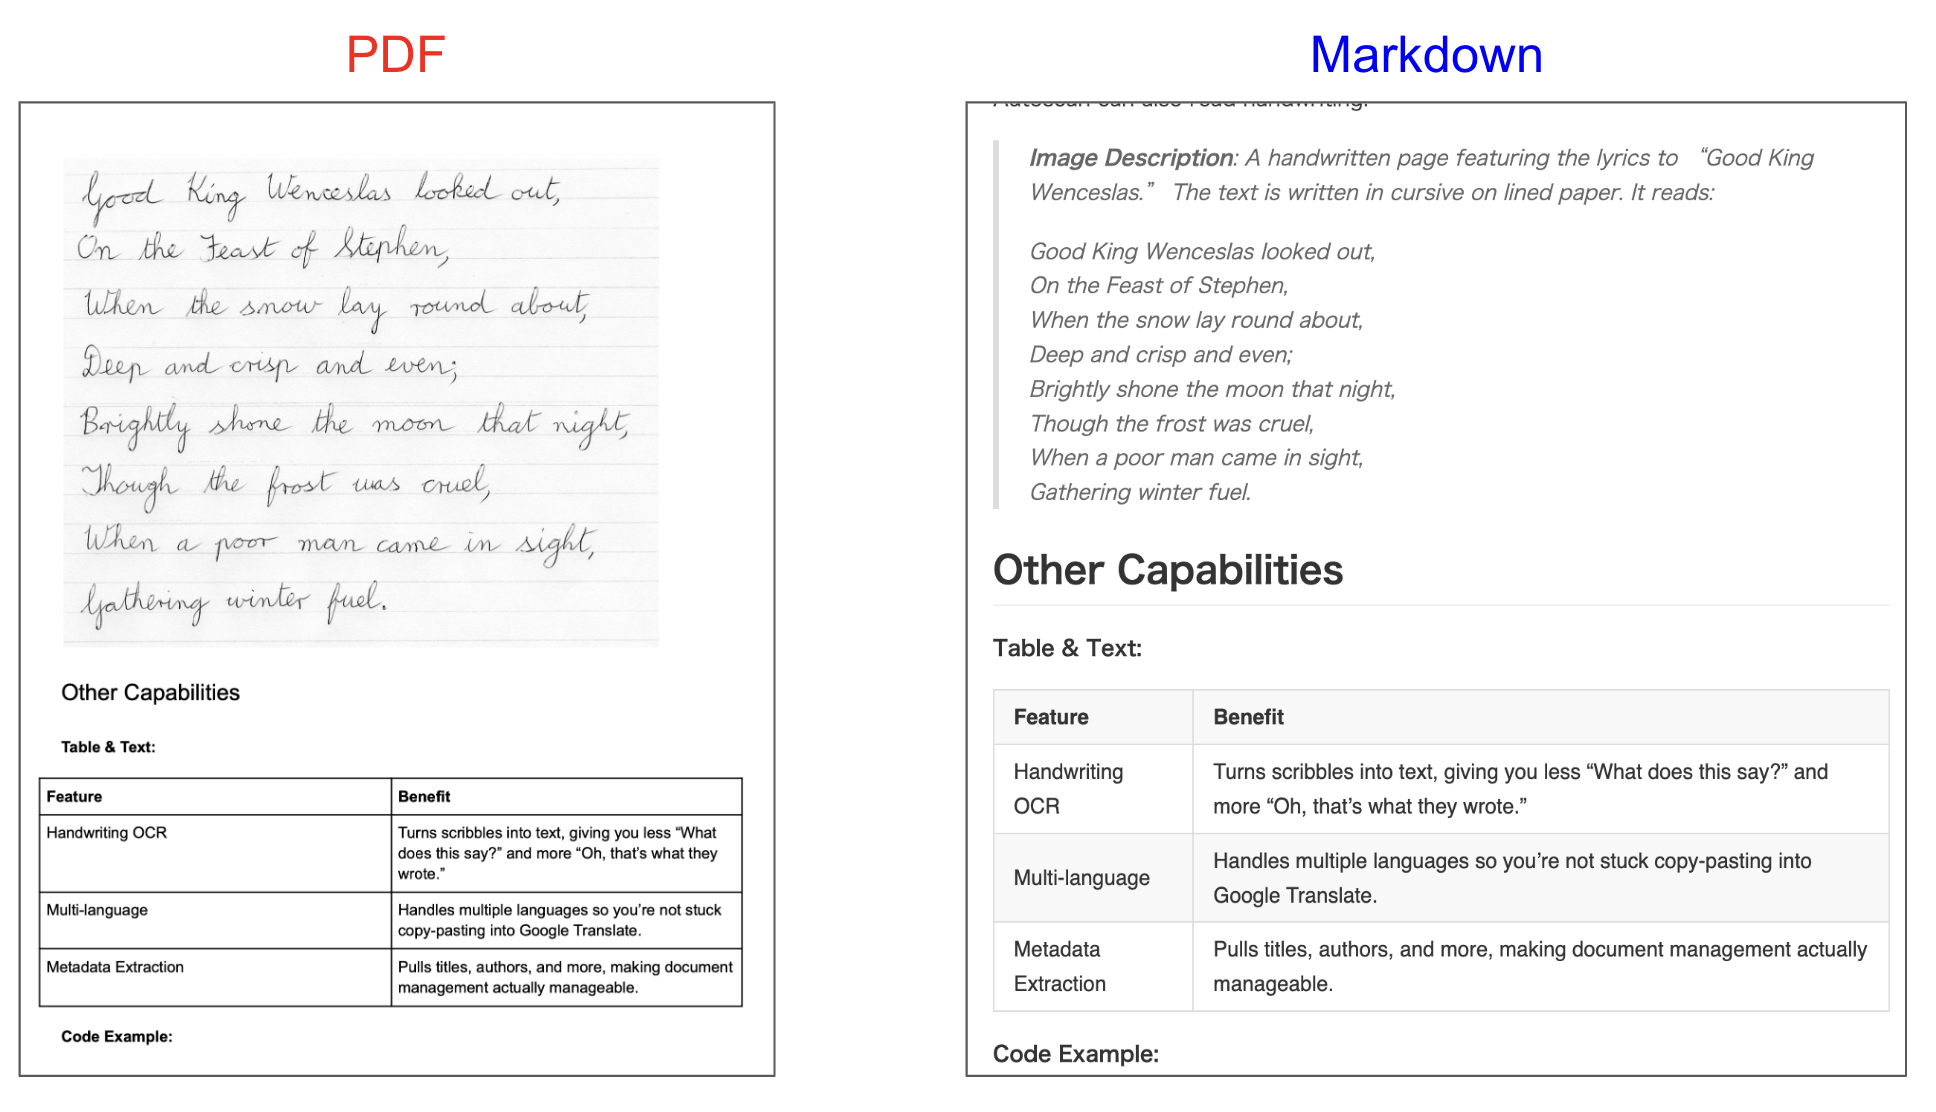 PDF
Good King Wenceslas looked out,
On the Feast of Stephen,
When the snow lay round about,
Deep and crisp and even;
Brightly shone the moon that night,
Though the frost was cruel,
When a poor man came in sight,
Gathering winter fuel.
Other Capabilities
Table & Text:
Feature Benefit
Handwriting OCR Turns scribbles into text, giving you less “What
does this say?” and more “Oh, that’s what they
wrote.”
Multi-language Handles multiple languages so you’re not stuck
copy-pasting into Google Translate.
Metadata Extraction Pulls titles, authors, and more, making document
management actually manageable.
Code Example:
Markdown
Autoscan can also read handwriting.
Image Description: A handwritten page featuring the lyrics to “Good King
Wenceslas.” The text is written in cursive on lined paper. It reads:
Good King Wenceslas looked out,
On the Feast of Stephen,
When the snow lay round about,
Deep and crisp and even;
Brightly shone the moon that night,
Though the frost was cruel,
When a poor man came in sight,
Gathering winter fuel.
Other Capabilities
Table & Text:
Feature Benefit
Handwriting Turns scribbles into text, giving you less “What does this say?” and
OCR more “Oh, that’s what they wrote.”
Multi-language Handles multiple languages so you’re not stuck copy-pasting into
Google Translate.
Metadata Pulls titles, authors, and more, making document management actually
Extraction manageable.
Code Example: